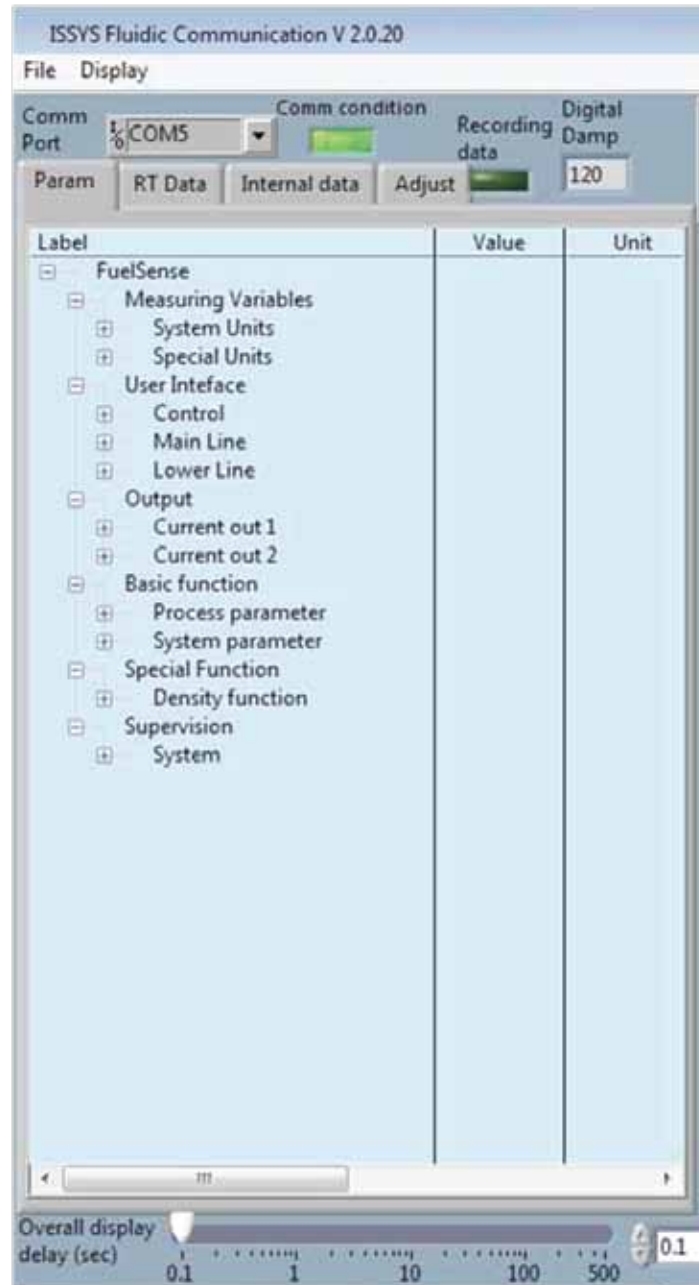 ISSYS Fluidic Communication V 2.0.20
File Display
Comm Port
COM5
Comm condition
Recording data
Digital Damp
120
Param RT Data Internal data Adjust
Label Value Unit
FuelSense
Measuring Variables
System Units
Special Units
User Inteface
Control
Main Line
Lower Line
Output
Current out 1
Current out 2
Basic function
Process parameter
System parameter
Special Function
Density function
Supervision
System
Overall display
delay (sec)
0.1 1 10 100 500
0.1